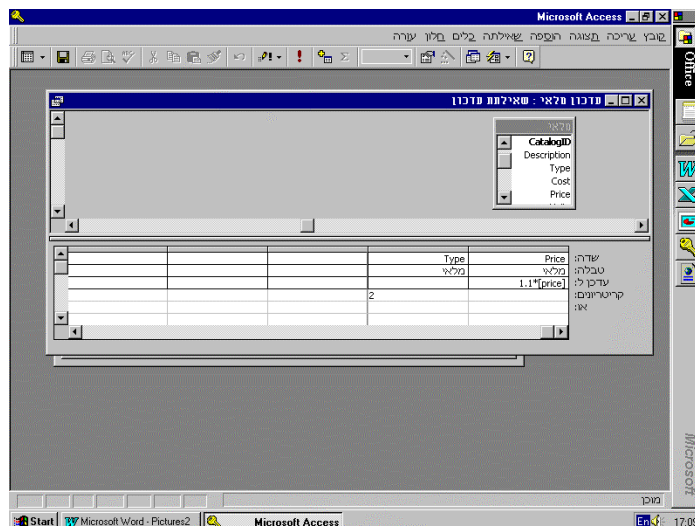 Microsoft Access
קובץ עריכה תצוגה הוספה שאילתה כלים חלון עזרה
Office
עדכון מלאי : שאילתת עדכון
מלאי
CatalogID
Description
Type
Cost
Price
שדה: Price Type
טבלה: מלאי מלאי
עדכן ל: 1.1*[price]
קריטריונים: 2
או:
Microsoft
מוכן
Start Microsoft Word - Pictures2 Microsoft Access En